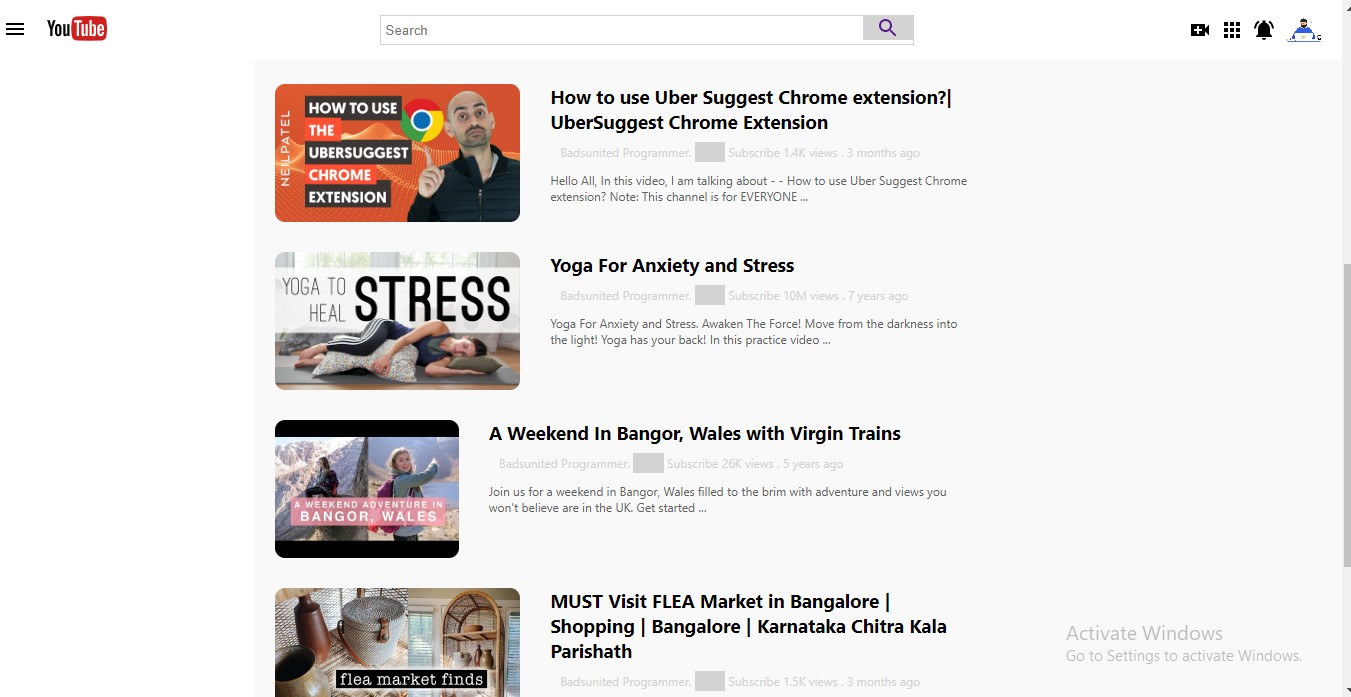 YouTube
Search
NEILPATEL
HOW TO USE
THE
UBERSUGGEST
CHROME
EXTENSION
How to use Uber Suggest Chrome extension?|
UberSuggest Chrome Extension
Badsunited Programmer. Subscribe 1.4K views . 3 months ago
Hello All, In this video, I am talking about - - How to use Uber Suggest Chrome
extension? Note: This channel is for EVERYONE ...
YOGA TO
HEAL
STRESS
Yoga For Anxiety and Stress
Badsunited Programmer. Subscribe 10M views . 7 years ago
Yoga For Anxiety and Stress. Awaken The Force! Move from the darkness into
the light! Yoga has your back! In this practice video ...
A WEEKEND ADVENTURE IN
BANGOR, WALES
A Weekend In Bangor, Wales with Virgin Trains
Badsunited Programmer. Subscribe 26K views . 5 years ago
Join us for a weekend in Bangor, Wales filled to the brim with adventure and views you
won't believe are in the UK. Get started ...
flea market finds
MUST Visit FLEA Market in Bangalore |
Shopping | Bangalore | Karnataka Chitra Kala
Parishath
Badsunited Programmer. Subscribe 1.5K views . 3 months ago
Activate Windows
Go to Settings to activate Windows.